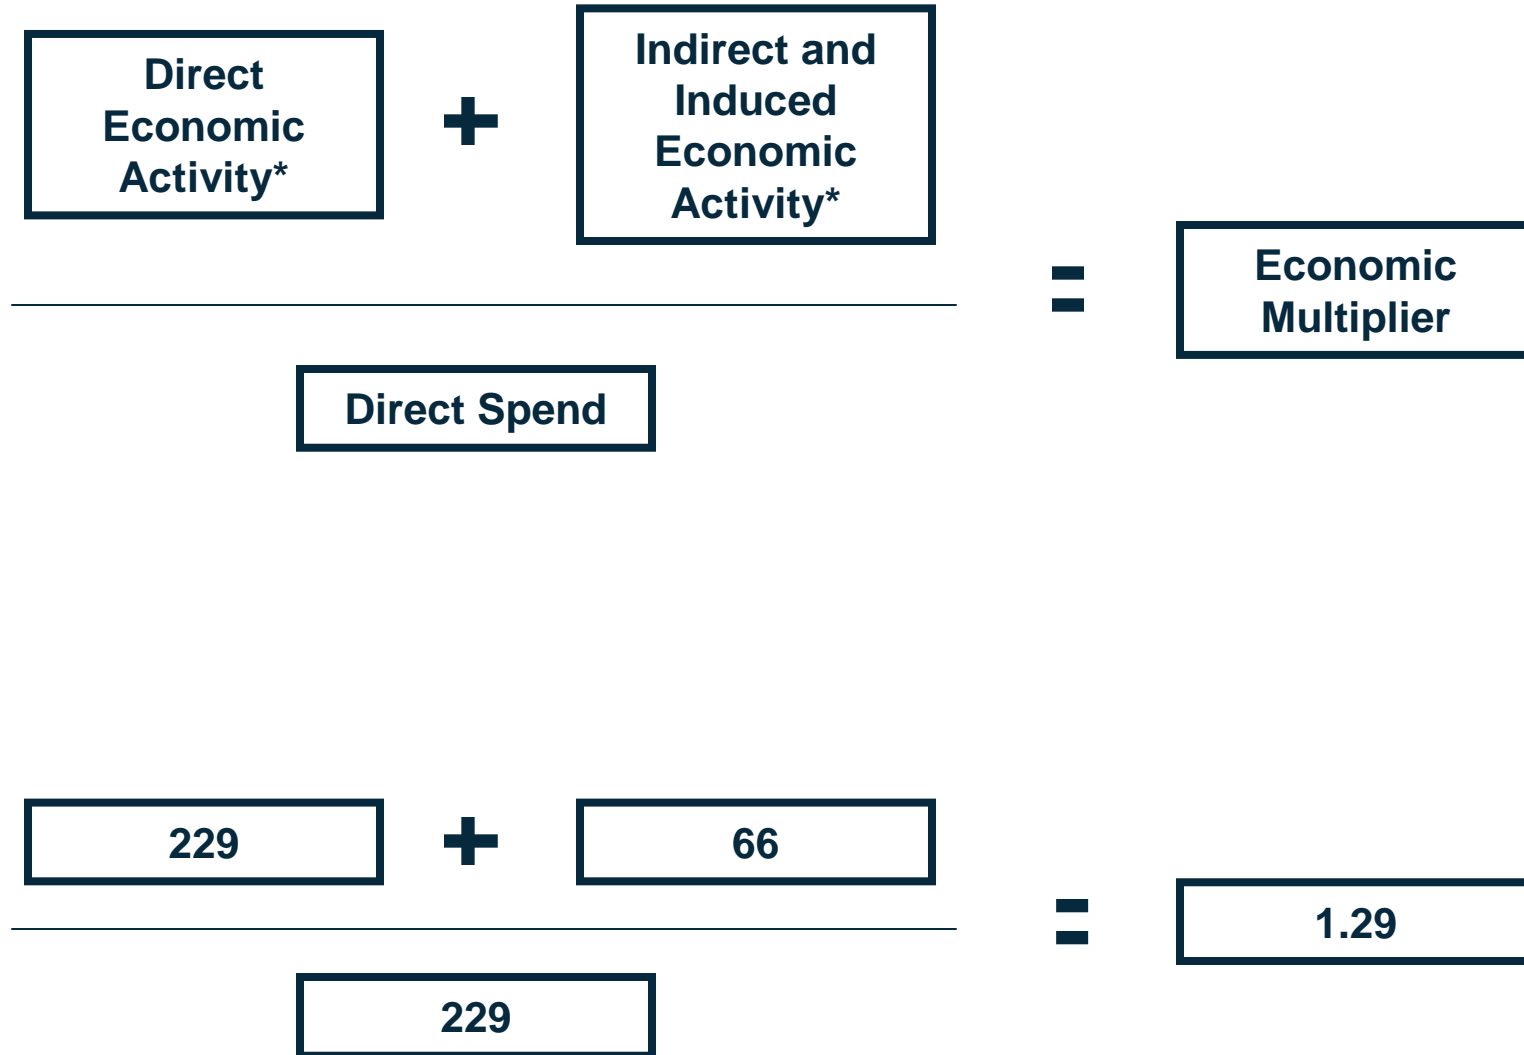 Direct
Economic
Activity*
+
Indirect and
Induced
Economic
Activity*
=
Economic
Multiplier
Direct Spend
229
+
66
=
1.29
229